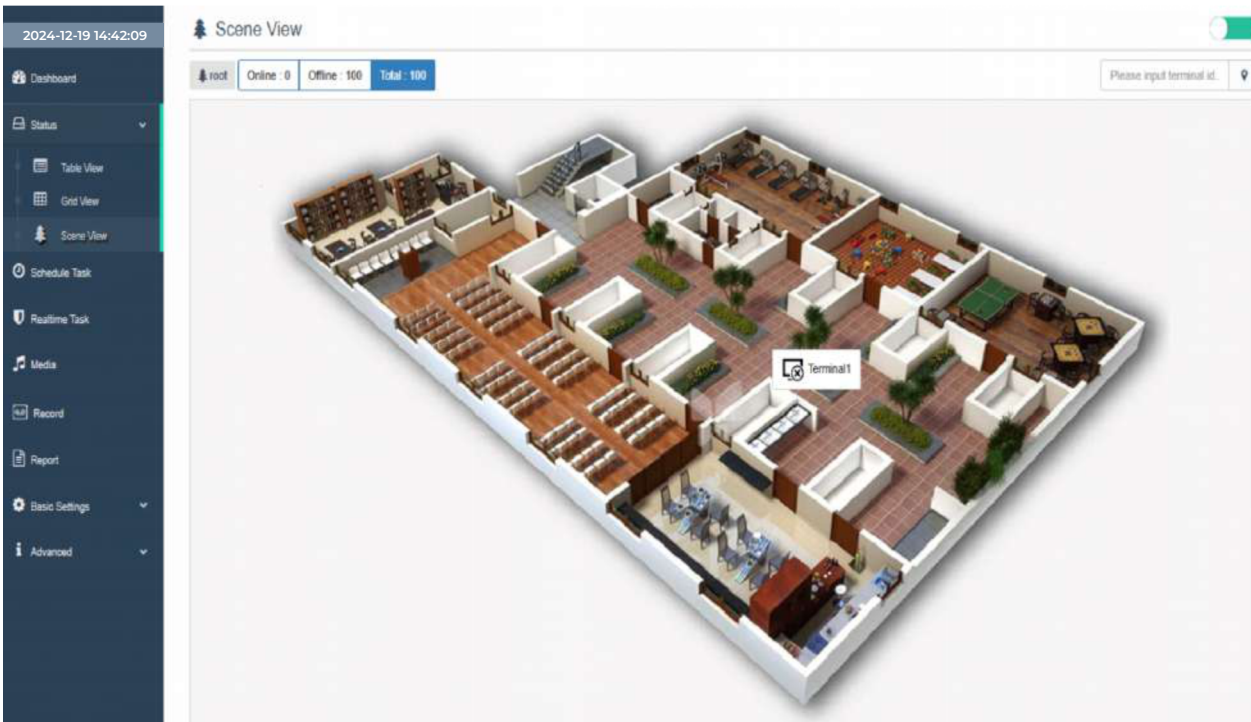 2024-12-19 14:42:09
Dashboard
Status
Table View
Grid View
Scene View
Schedule Task
Realtime Task
Media
Record
Report
Basic Settings
Advanced
Scene View
root
Online : 0
Offline : 100
Total : 100
Please input terminal id.
Terminal1